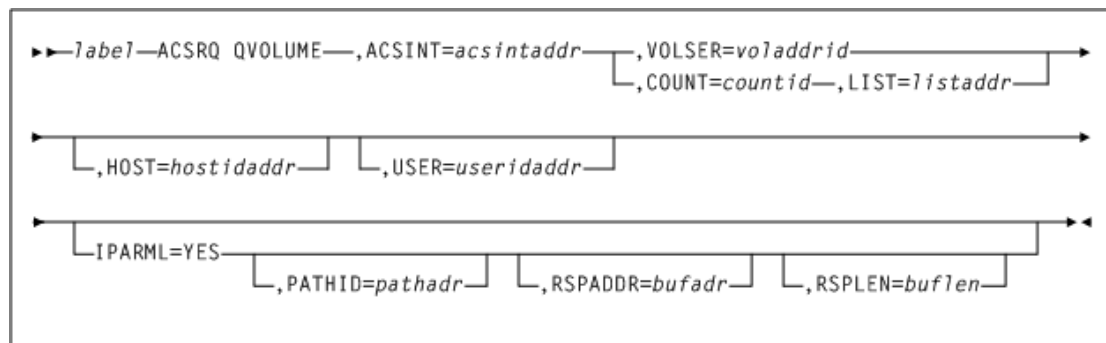 label ACSRQ QVOLUME ,ACSINT=acsintaddr ,VOLSER=voladdrid
,COUNT=countid ,LIST=listaddr
,HOST=hostidaddr ,USER=useridaddr
IPARML=YES
,PATHID=pathadr ,RSPADDR=bufadr ,RSPLEN=buflen